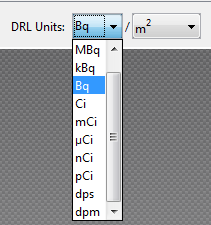 DRL Units: Bq / m²
MBq
kBq
Bq
Ci
mCi
μCi
nCi
pCi
dps
dpm